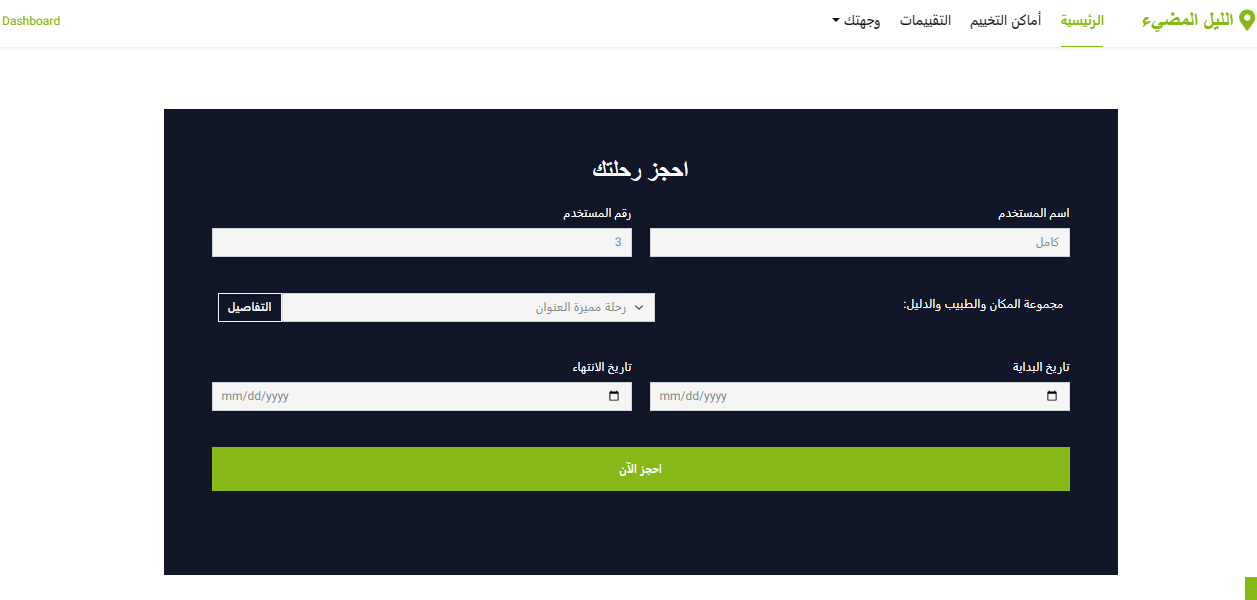 الليل المضيء
الرئيسية
أماكن التخييم
التقييمات
وجهتك
Dashboard
احجز رحلتك
اسم المستخدم
رقم المستخدم
كامل
3
مجموعة المكان والطبيب والدليل:
رحلة مميزة العنوان
التفاصيل
تاريخ البداية
تاريخ الانتهاء
mm/dd/yyyy
mm/dd/yyyy
احجز الآن